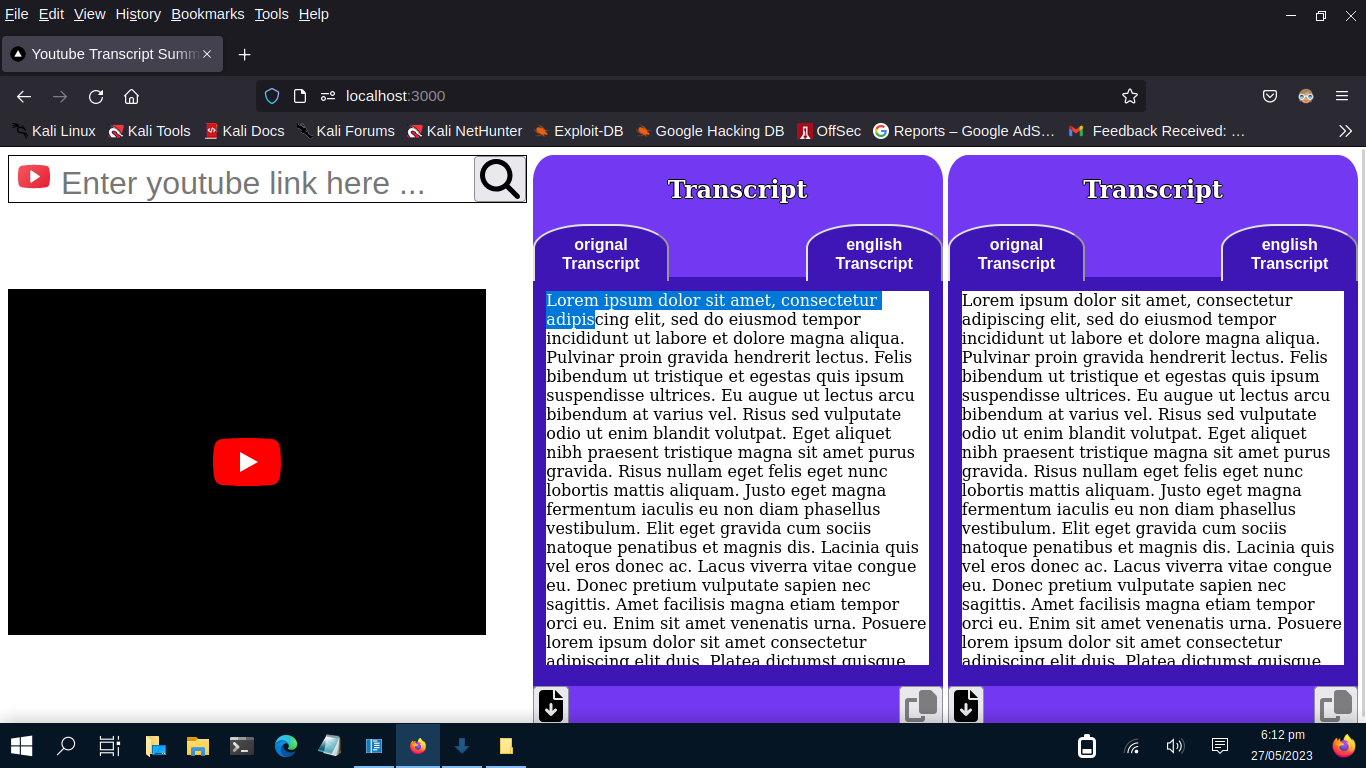 File Edit View History Bookmarks Tools Help
Youtube Transcript Summ
localhost:3000
Kali Linux Kali Tools Kali Docs Kali Forums Kali NetHunter Exploit-DB Google Hacking DB OffSec Reports – Google AdS… Feedback Received: …
Enter youtube link here ...
Transcript
orignal
Transcript
english
Transcript
Lorem ipsum dolor sit amet, consectetur
adipiscing elit, sed do eiusmod tempor
incididunt ut labore et dolore magna aliqua.
Pulvinar proin gravida hendrerit lectus. Felis
bibendum ut tristique et egestas quis ipsum
suspendisse ultrices. Eu augue ut lectus arcu
bibendum at varius vel. Risus sed vulputate
odio ut enim blandit volutpat. Eget aliquet
nibh praesent tristique magna sit amet purus
gravida. Risus nullam eget felis eget nunc
lobortis mattis aliquam. Justo eget magna
fermentum iaculis eu non diam phasellus
vestibulum. Elit eget gravida cum sociis
natoque penatibus et magnis dis. Lacinia quis
vel eros donec ac. Lacus viverra vitae congue
eu. Donec pretium vulputate sapien nec
sagittis. Amet facilisis magna etiam tempor
orci eu. Enim sit amet venenatis urna. Posuere
lorem ipsum dolor sit amet consectetur
adipiscing elit duis. Platea dictumst quisque
Transcript
orignal
Transcript
english
Transcript
Lorem ipsum dolor sit amet, consectetur
adipiscing elit, sed do eiusmod tempor
incididunt ut labore et dolore magna aliqua.
Pulvinar proin gravida hendrerit lectus. Felis
bibendum ut tristique et egestas quis ipsum
suspendisse ultrices. Eu augue ut lectus arcu
bibendum at varius vel. Risus sed vulputate
odio ut enim blandit volutpat. Eget aliquet
nibh praesent tristique magna sit amet purus
gravida. Risus nullam eget felis eget nunc
lobortis mattis aliquam. Justo eget magna
fermentum iaculis eu non diam phasellus
vestibulum. Elit eget gravida cum sociis
natoque penatibus et magnis dis. Lacinia quis
vel eros donec ac. Lacus viverra vitae congue
eu. Donec pretium vulputate sapien nec
sagittis. Amet facilisis magna etiam tempor
orci eu. Enim sit amet venenatis urna. Posuere
lorem ipsum dolor sit amet consectetur
adipiscing elit duis. Platea dictumst quisque
6:12 pm
27/05/2023